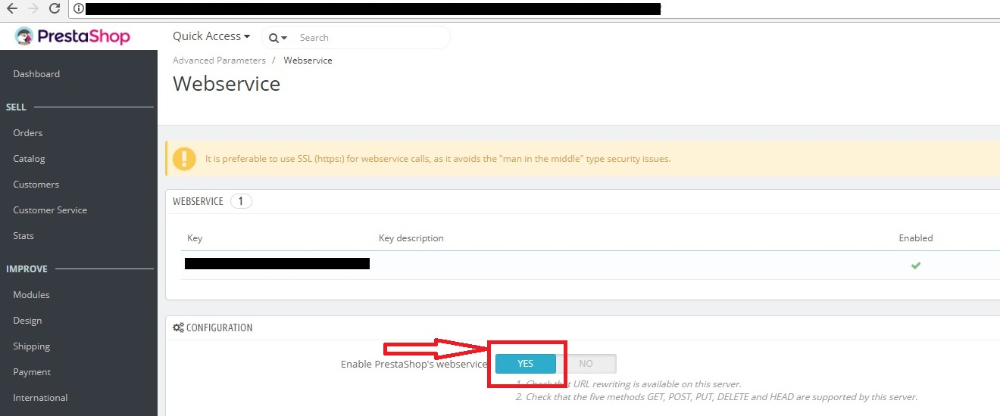 PrestaShop
Quick Access
Search
Advanced Parameters / Webservice
Webservice
Dashboard
SELL
Orders
Catalog
Customers
Customer Service
Stats
IMPROVE
Modules
Design
Shipping
Payment
International
It is preferable to use SSL (https:) for webservice calls, as it avoids the "man in the middle" type security issues.
WEBSERVICE 1
Key Key description Enabled
CONFIGURATION
Enable PrestaShop's webservice YES NO
1. Check that URL rewriting is available on this server.
2. Check that the five methods GET, POST, PUT, DELETE and HEAD are supported by this server.